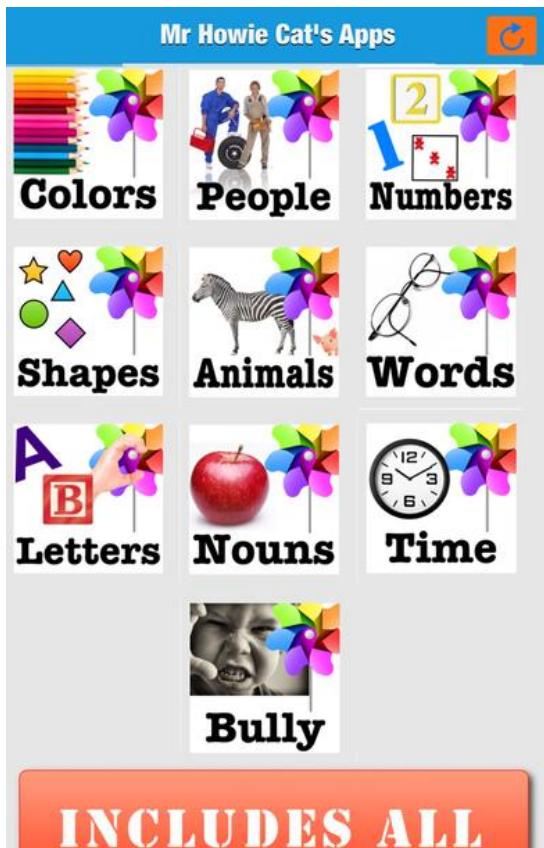 Mr Howie Cat's Apps
Colors
People
2
1
Numbers
Shapes
Animals
Words
A
B
Letters
Nouns
12
9 3
6
Time
Bully
INCLUDES ALL